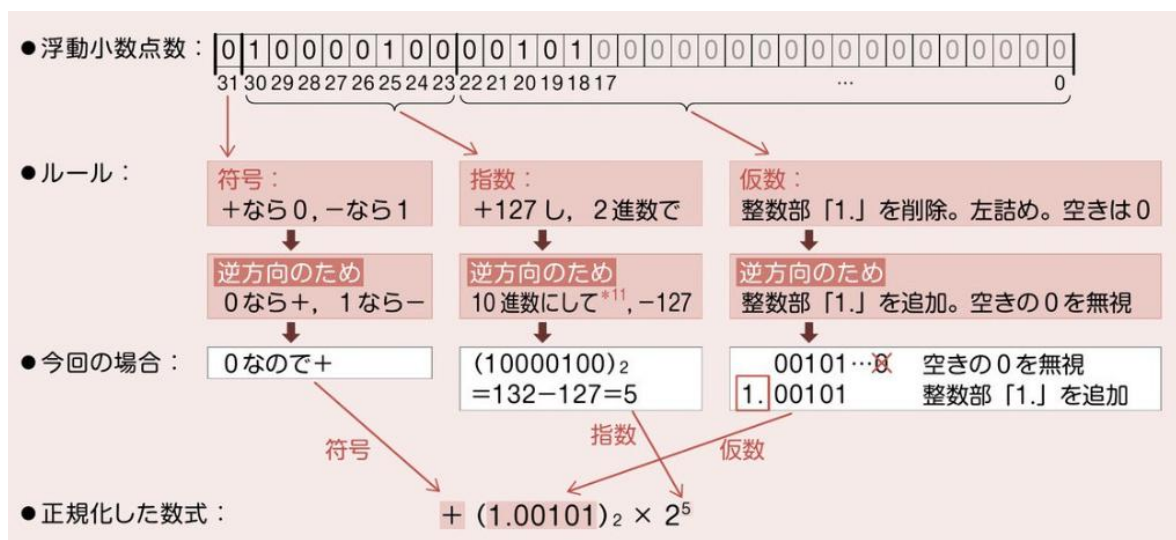 ●浮動小数点数：0 1 0 0 0 0 1 0 0 0 0 1 0 1 0 0 0 0 0 0 0 0 0 0 0 0 0 0 0 0 0 0
31 30 29 28 27 26 25 24 23 22 21 20 19 18 17 … 0
●ルール：
符号：
＋なら0，－なら1
指数：
＋127し，2進数で
仮数：
整数部「1.」を削除。左詰め。空きは0
逆方向のため
0なら＋，1なら－
逆方向のため
10進数にして*11，－127
逆方向のため
整数部「1.」を追加。空きの0を無視
●今回の場合：
0なので＋
(10000100)₂
＝132－127＝5
00101…0 空きの0を無視
1.00101 整数部「1.」を追加
符号
指数
仮数
●正規化した数式：
＋ (1.00101)₂ × 2⁵